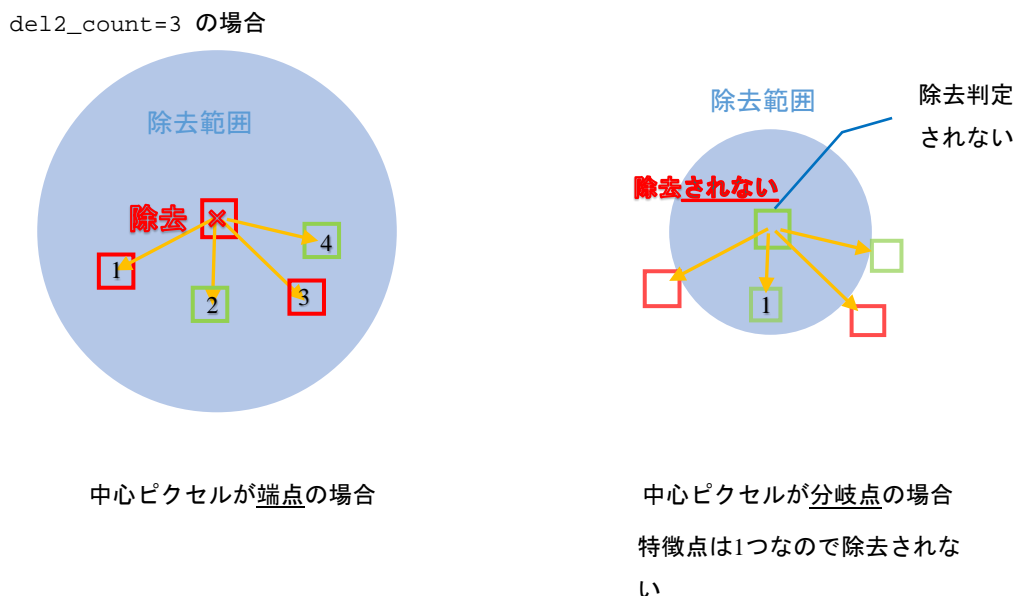 del2_count=3 の場合
除去範囲
除去
×
1
2
3
4
中心ピクセルが端点の場合
除去範囲
除去判定
されない
除去されない
1
中心ピクセルが分岐点の場合
特徴点は1つなので除去されな
い